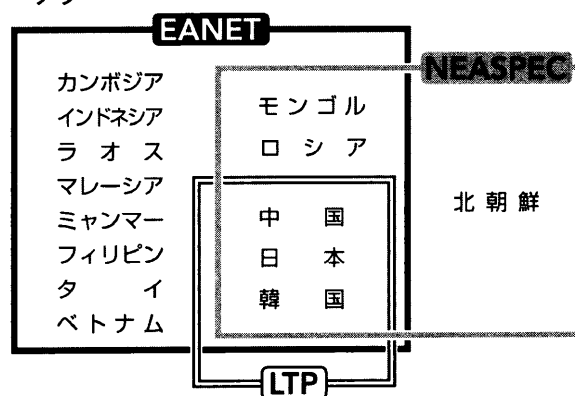 EANET
NEASPEC
カンボジア
インドネシア
ラオス
マレーシア
ミャンマー
フィリピン
タイ
ベトナム
モンゴル
ロシア
中国
日本
韓国
北朝鮮
LTP